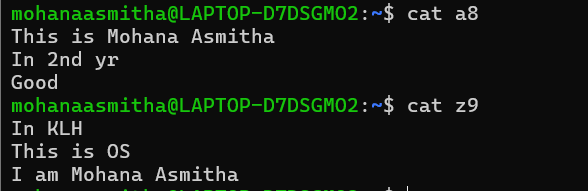 mohanaasmitha@LAPTOP-D7DSGMO2:~$ cat a8
This is Mohana Asmitha
In 2nd yr
Good
mohanaasmitha@LAPTOP-D7DSGMO2:~$ cat z9
In KLH
This is OS
I am Mohana Asmitha